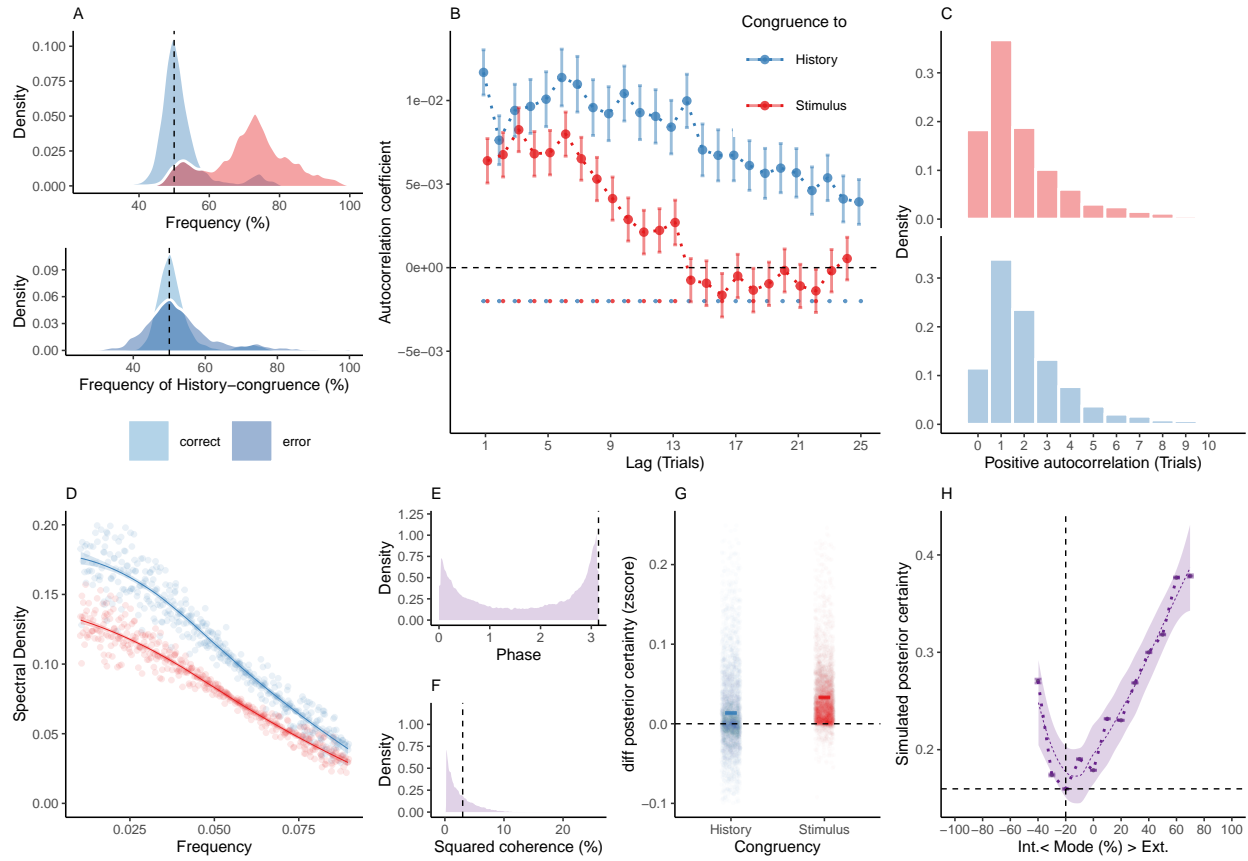 A
0.100
0.075
0.050
0.025
0.000
Density
40 60 80 100
Frequency (%)
0.09
0.06
0.03
0.00
Density
40 60 80 100
Frequency of History−congruence (%)
correct error
B
Congruence to
History
Stimulus
1e−02
5e−03
0e+00
−5e−03
Autocorrelation coefficient
1 5 9 13 17 21 25
Lag (Trials)
C
0.3
0.2
0.1
0.0
Density
0.3
0.2
0.1
0.0
0 1 2 3 4 5 6 7 8 9 10
Positive autocorrelation (Trials)
D
0.20
0.15
0.10
0.05
0.00
Spectral Density
0.025 0.050 0.075
Frequency
E
1.25
1.00
0.75
0.50
0.25
0.00
Density
0 1 2 3
Phase
F
1.00
0.75
0.50
0.25
0.00
Density
0 10 20
Squared coherence (%)
G
0.2
0.1
0.0
−0.1
diff posterior certainty (zscore)
History Stimulus
Congruency
H
0.4
0.3
0.2
Simulated posterior certainty
−100 −80 −60 −40 −20 0 20 40 60 80 100
Int.< Mode (%) > Ext.